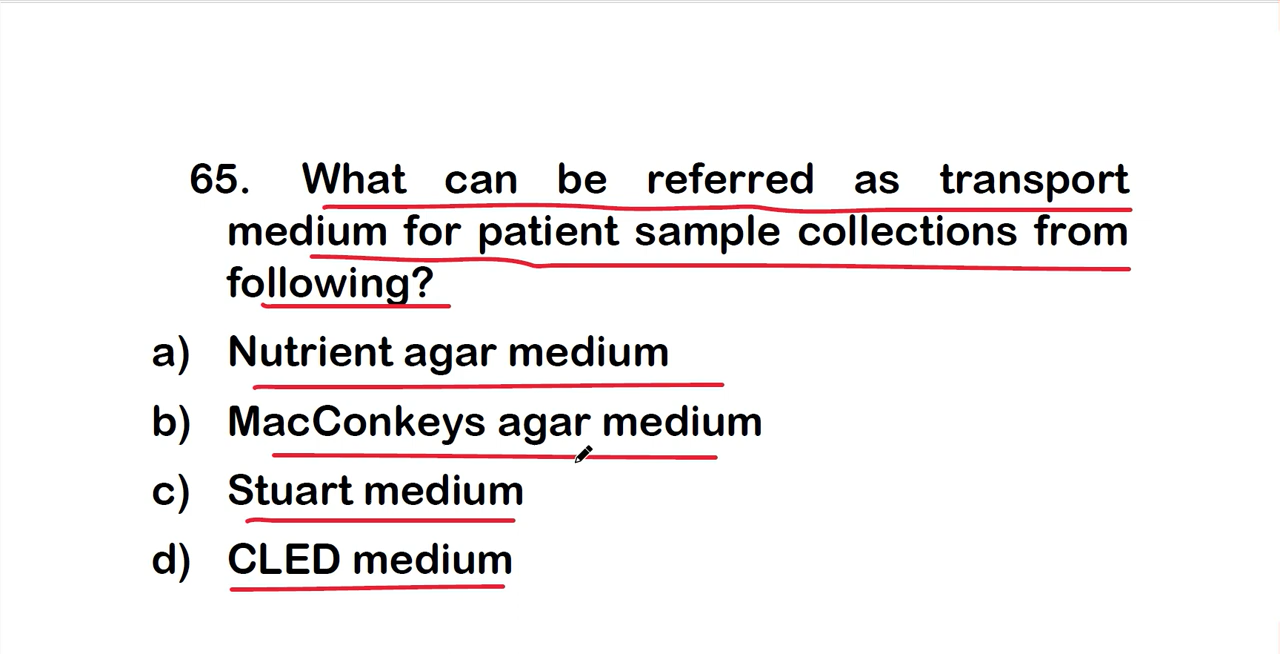 65. What can be referred as transport
medium for patient sample collections from
following?
a) Nutrient agar medium
b) MacConkeys agar medium
c) Stuart medium
d) CLED medium